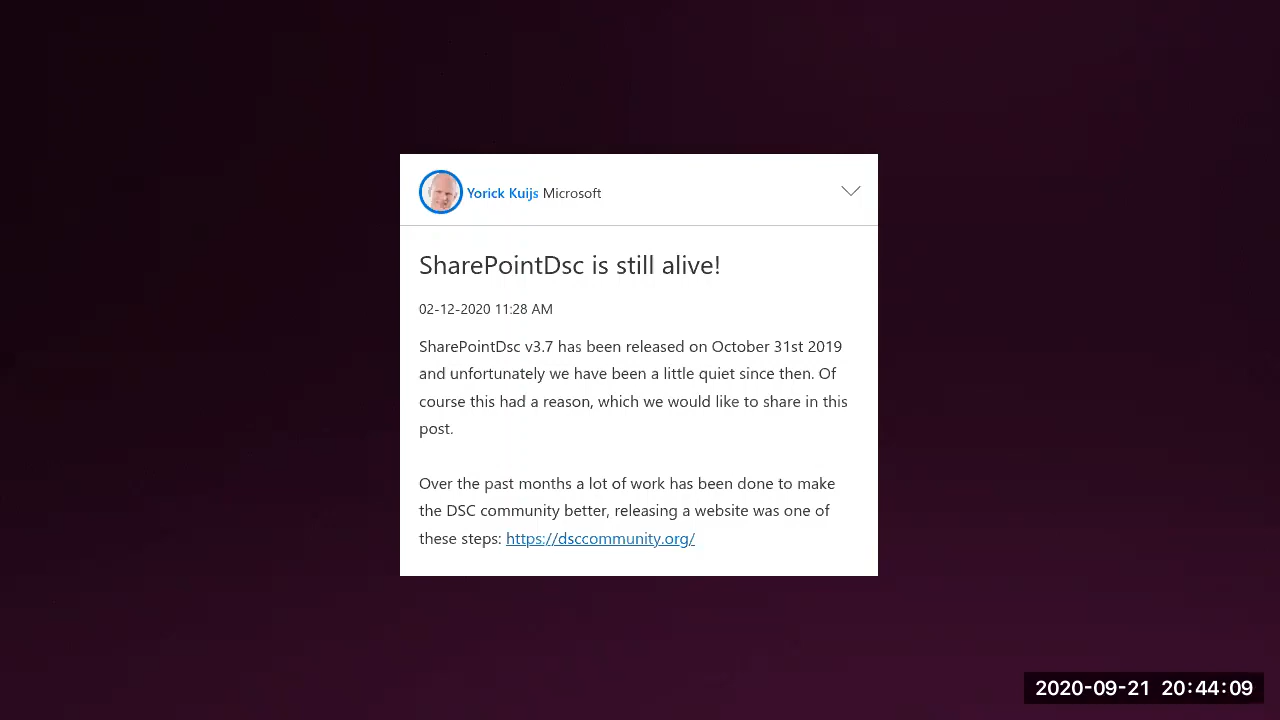 Yorick Kuijs Microsoft
SharePointDsc is still alive!
02-12-2020 11:28 AM
SharePointDsc v3.7 has been released on October 31st 2019
and unfortunately we have been a little quiet since then. Of
course this had a reason, which we would like to share in this
post.
Over the past months a lot of work has been done to make
the DSC community better, releasing a website was one of
these steps: https://dsccommunity.org/
2020-09-21 20:44:09